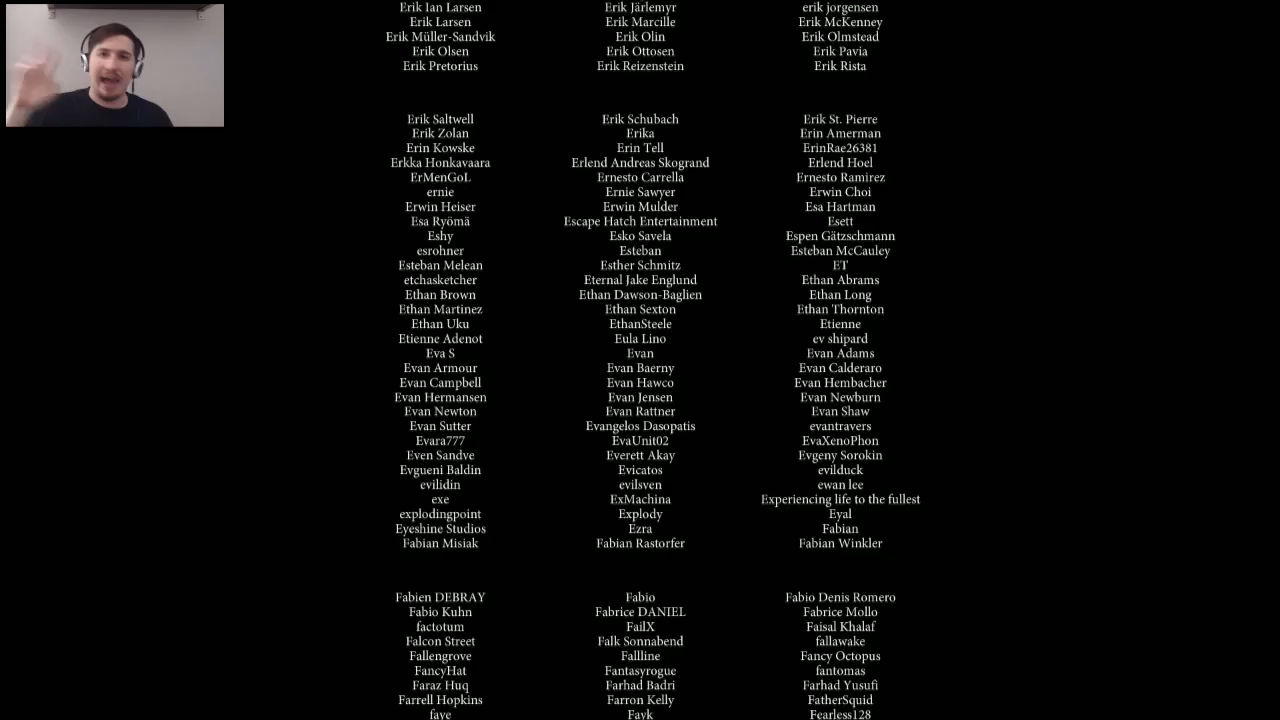 Erik Ian Larsen Erik Järlemyr erik jorgensen
Erik Larsen Erik Marcille Erik McKenney
Erik Müller-Sandvik Erik Olin Erik Olmstead
Erik Olsen Erik Ottosen Erik Pavia
Erik Pretorius Erik Reizenstein Erik Rista
Erik Saltwell Erik Schubach Erik St. Pierre
Erik Zolan Erika Erin Amerman
Erin Kowske Erin Tell ErinRae26381
Erkka Honkavaara Erlend Andreas Skogrand Erlend Hoel
ErMenGoL Ernesto Carrella Ernesto Ramirez
ernie Ernie Sawyer Erwin Choi
Erwin Heiser Erwin Mulder Esa Hartman
Esa Ryömä Escape Hatch Entertainment Esett
Eshy Esko Savela Espen Gätzschmann
esrohner Esteban Esteban McCauley
Esteban Melean Esther Schmitz ET
etchasketcher Eternal Jake Englund Ethan Abrams
Ethan Brown Ethan Dawson-Baglien Ethan Long
Ethan Martinez Ethan Sexton Ethan Thornton
Ethan Uku EthanSteele Etienne
Etienne Adenot Eula Lino ev shipard
Eva S Evan Evan Adams
Evan Armour Evan Baerny Evan Calderaro
Evan Campbell Evan Hawco Evan Hembacher
Evan Hermansen Evan Jensen Evan Newburn
Evan Newton Evan Rattner Evan Shaw
Evan Sutter Evangelos Dasopatis evantravers
Evara777 EvaUnit02 EvaXenoPhon
Even Sandve Everett Akay Evgeny Sorokin
Evgueni Baldin Evicatos evilduck
evilidin evilsven ewan lee
exe ExMachina Experiencing life to the fullest
explodingpoint Explody Eyal
Eyeshine Studios Ezra Fabian
Fabian Misiak Fabian Rastorfer Fabian Winkler
Fabien DEBRAY Fabio Fabio Denis Romero
Fabio Kuhn Fabrice DANIEL Fabrice Mollo
factotum FailX Faisal Khalaf
Falcon Street Falk Sonnabend fallawake
Fallengrove Fallline Fancy Octopus
FancyHat Fantasyrogue fantomas
Faraz Huq Farhad Badri Farhad Yusufi
Farrell Hopkins Farron Kelly FatherSquid
faye Fayk Fearless128